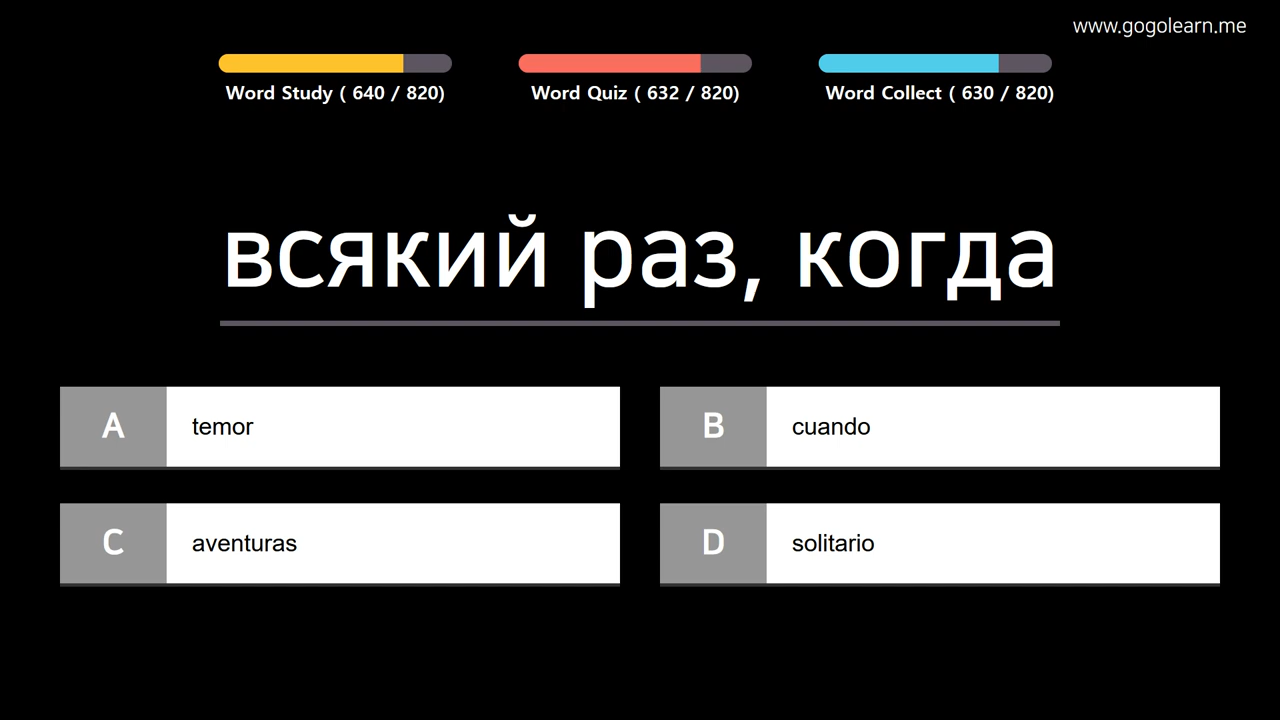 www.gogolearn.me
Word Study ( 640 / 820)
Word Quiz ( 632 / 820)
Word Collect ( 630 / 820)
всякий раз, когда
A temor
B cuando
C aventuras
D solitario